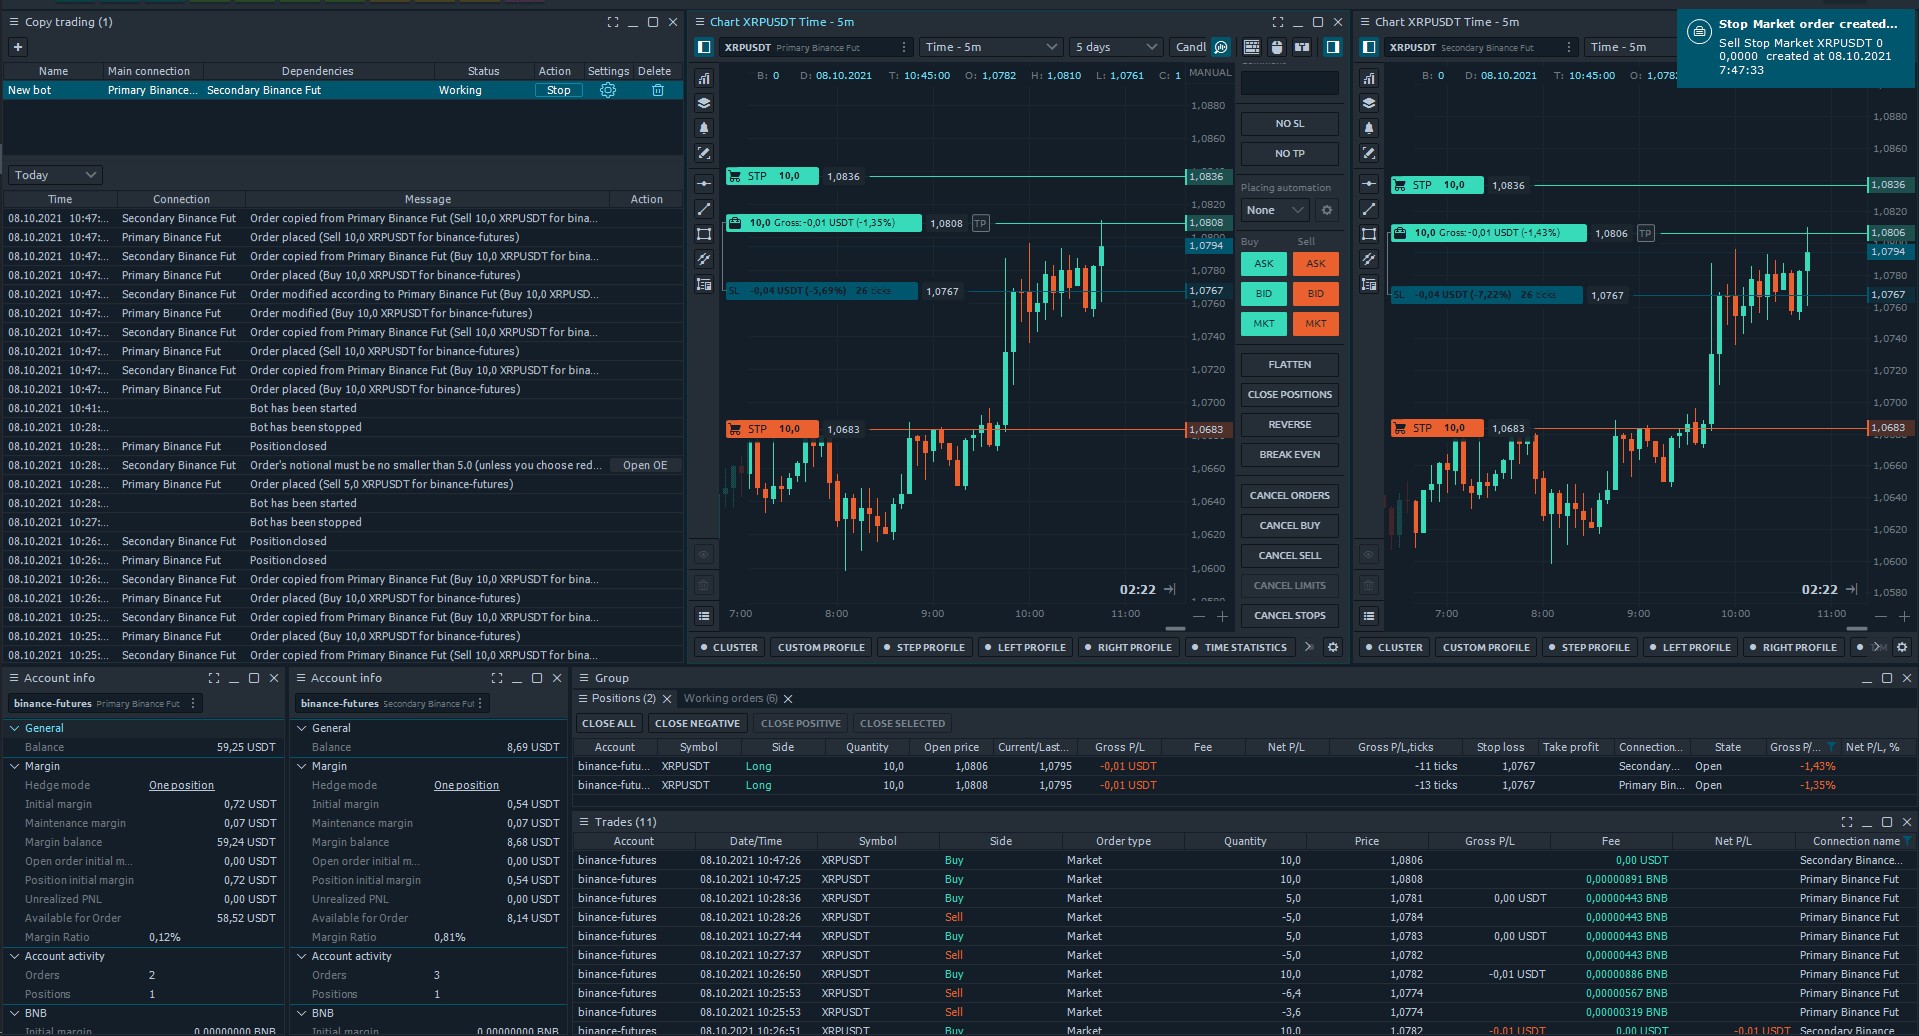 Copy trading (1)
Name Main connection Dependencies Status Action Settings Delete
New bot Primary Binance... Secondary Binance Fut Working Stop
Today
Time Connection Message Action
08.10.2021 10:47:... Secondary Binance Fut Order copied from Primary Binance Fut (Sell 10,0 XRPUSDT for bina...
08.10.2021 10:47:... Primary Binance Fut Order placed (Sell 10,0 XRPUSDT for binance-futures)
08.10.2021 10:47:... Secondary Binance Fut Order copied from Primary Binance Fut (Buy 10,0 XRPUSDT for bina...
08.10.2021 10:47:... Primary Binance Fut Order placed (Buy 10,0 XRPUSDT for binance-futures)
08.10.2021 10:47:... Secondary Binance Fut Order modified according to Primary Binance Fut (Buy 10,0 XRPUSD...
08.10.2021 10:47:... Primary Binance Fut Order modified (Buy 10,0 XRPUSDT for binance-futures)
08.10.2021 10:47:... Secondary Binance Fut Order copied from Primary Binance Fut (Sell 10,0 XRPUSDT for bina...
08.10.2021 10:47:... Primary Binance Fut Order placed (Sell 10,0 XRPUSDT for binance-futures)
08.10.2021 10:47:... Secondary Binance Fut Order copied from Primary Binance Fut (Buy 10,0 XRPUSDT for bina...
08.10.2021 10:47:... Primary Binance Fut Order placed (Buy 10,0 XRPUSDT for binance-futures)
08.10.2021 10:41:... Bot has been started
08.10.2021 10:28:... Bot has been stopped
08.10.2021 10:28:... Primary Binance Fut Position closed
08.10.2021 10:28:... Secondary Binance Fut Order's notional must be no smaller than 5.0 (unless you choose red... Open OE
08.10.2021 10:28:... Primary Binance Fut Order placed (Sell 5,0 XRPUSDT for binance-futures)
08.10.2021 10:28:... Bot has been started
08.10.2021 10:27:... Bot has been stopped
08.10.2021 10:26:... Secondary Binance Fut Position closed
08.10.2021 10:26:... Primary Binance Fut Position closed
08.10.2021 10:26:... Secondary Binance Fut Order copied from Primary Binance Fut (Buy 10,0 XRPUSDT for bina...
08.10.2021 10:26:... Primary Binance Fut Order placed (Buy 10,0 XRPUSDT for binance-futures)
08.10.2021 10:25:... Secondary Binance Fut Order copied from Primary Binance Fut (Buy 10,0 XRPUSDT for bina...
08.10.2021 10:25:... Primary Binance Fut Order placed (Buy 10,0 XRPUSDT for binance-futures)
08.10.2021 10:25:... Secondary Binance Fut Order copied from Primary Binance Fut (Sell 10,0 XRPUSDT for bina...
Chart XRPUSDT Time - 5m
XRPUSDT Primary Binance Fut Time - 5m 5 days Candl
B: 0 D: 08.10.2021 T: 10:45:00 O: 1,0782 H: 1,0810 L: 1,0761 C: 1 MANUAL
1,0880
1,0860
STP 10,0 1,0836 1,0836
10,0 Gross: -0,01 USDT (-1,35%) 1,0808 TP 1,0808
1,0794
1,0780
SL -0,04 USDT (-5,69%) 26 ticks 1,0767 1,0767
1,0760
1,0740
1,0720
1,0700
STP 10,0 1,0683 1,0683
1,0660
1,0640
1,0620
1,0600
02:22
7:00 8:00 9:00 10:00 11:00
CLUSTER CUSTOM PROFILE STEP PROFILE LEFT PROFILE RIGHT PROFILE TIME STATISTICS
NO SL
NO TP
Placing automation
None
Buy Sell
ASK ASK
BID BID
MKT MKT
FLATTEN
CLOSE POSITIONS
REVERSE
BREAK EVEN
CANCEL ORDERS
CANCEL BUY
CANCEL SELL
CANCEL LIMITS
CANCEL STOPS
Chart XRPUSDT Time - 5m
XRPUSDT Secondary Binance Fut Time - 5m
B: 0 D: 08.10.2021 T: 10:45:00 O: 1,0782
Stop Market order created...
Sell Stop Market XRPUSDT 0
0,0000 created at 08.10.2021
7:47:33
1,0880
1,0860
STP 10,0 1,0836 1,0836
1,0820
10,0 Gross: -0,01 USDT (-1,43%) 1,0806 TP 1,0806
1,0794
1,0780
SL -0,04 USDT (-7,22%) 26 ticks 1,0767 1,0767
1,0760
1,0740
1,0720
1,0700
STP 10,0 1,0683 1,0683
1,0660
1,0640
1,0620
1,0600
02:22
1,0580
7:00 8:00 9:00 10:00 11:00
CLUSTER CUSTOM PROFILE STEP PROFILE LEFT PROFILE RIGHT PROFILE
Account info
binance-futures Primary Binance Fut
General
Balance 59,25 USDT
Margin
Hedge mode One position
Initial margin 0,72 USDT
Maintenance margin 0,07 USDT
Margin balance 59,24 USDT
Open order initial m... 0,00 USDT
Position initial margin 0,72 USDT
Unrealized PNL 0,00 USDT
Available for Order 58,52 USDT
Margin Ratio 0,12%
Account activity
Orders 2
Positions 1
BNB
Initial margin 0,00000000 BNB
Account info
binance-futures Secondary Binance Fut
General
Balance 8,69 USDT
Margin
Hedge mode One position
Initial margin 0,54 USDT
Maintenance margin 0,07 USDT
Margin balance 8,68 USDT
Open order initial m... 0,00 USDT
Position initial margin 0,54 USDT
Unrealized PNL 0,00 USDT
Available for Order 8,14 USDT
Margin Ratio 0,81%
Account activity
Orders 3
Positions 1
BNB
Initial margin 0,00000000 BNB
Group
Positions (2) Working orders (6)
CLOSE ALL CLOSE NEGATIVE CLOSE POSITIVE CLOSE SELECTED
Account Symbol Side Quantity Open price Current/Last... Gross P/L Fee Net P/L Gross P/L,ticks Stop loss Take profit Connection... State Gross P/... Net P/L, %
binance-futu... XRPUSDT Long 10,0 1,0806 1,0795 -0,01 USDT -11 ticks 1,0767 Secondary... Open -1,43%
binance-futu... XRPUSDT Long 10,0 1,0808 1,0795 -0,01 USDT -13 ticks 1,0767 Primary Bin... Open -1,35%
Trades (11)
Account Date/Time Symbol Side Order type Quantity Price Gross P/L Fee Net P/L Connection name
binance-futures 08.10.2021 10:47:26 XRPUSDT Buy Market 10,0 1,0806 0,00 USDT Secondary Binance...
binance-futures 08.10.2021 10:47:25 XRPUSDT Buy Market 10,0 1,0808 0,00000891 BNB Primary Binance Fut
binance-futures 08.10.2021 10:28:36 XRPUSDT Buy Market 5,0 1,0781 0,00 USDT 0,00000443 BNB Primary Binance Fut
binance-futures 08.10.2021 10:28:26 XRPUSDT Sell Market -5,0 1,0784 0,00000443 BNB Primary Binance Fut
binance-futures 08.10.2021 10:27:44 XRPUSDT Buy Market 5,0 1,0783 0,00 USDT 0,00000443 BNB Primary Binance Fut
binance-futures 08.10.2021 10:27:37 XRPUSDT Sell Market -5,0 1,0782 0,00000443 BNB Primary Binance Fut
binance-futures 08.10.2021 10:26:50 XRPUSDT Buy Market 10,0 1,0782 -0,01 USDT 0,00000886 BNB Primary Binance Fut
binance-futures 08.10.2021 10:25:53 XRPUSDT Sell Market -6,4 1,0774 0,00000567 BNB Primary Binance Fut
binance-futures 08.10.2021 10:25:53 XRPUSDT Sell Market -3,6 1,0774 0,00000319 BNB Primary Binance Fut
binance-futures 08.10.2021 10:26:51 XRPUSDT Buy Market 10,0 1,0782 -0,01 USDT 0,00 USDT -0,01 USDT Secondary Binance...